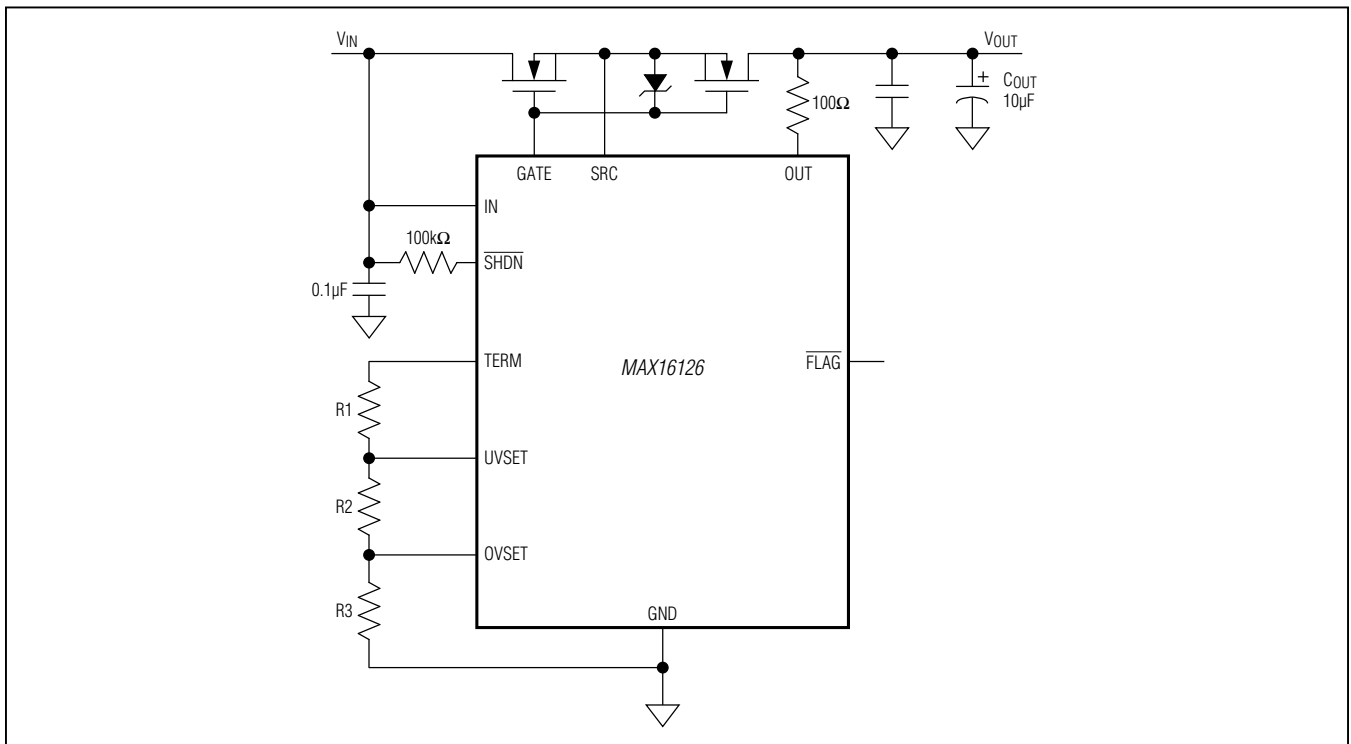 VIN
VOUT
+
COUT
10µF
100Ω
GATE
SRC
OUT
IN
100kΩ
SHDN
0.1µF
TERM
MAX16126
FLAG
R1
UVSET
R2
OVSET
R3
GND